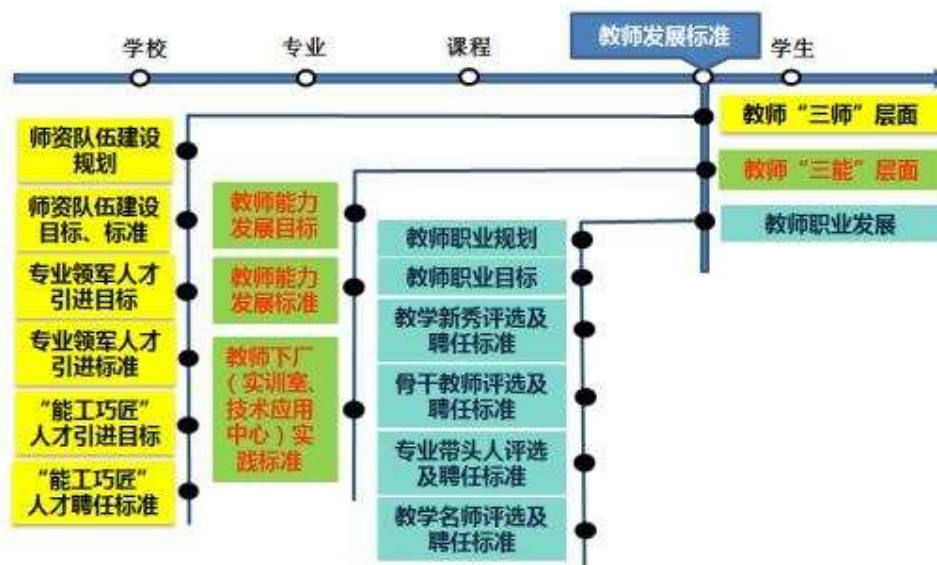 学校
专业
课程
教师发展标准
学生
教师“三师”层面
教师“三能”层面
教师职业发展
师资队伍建设
规划
师资队伍建设
目标、标准
专业领军人才
引进目标
专业领军人才
引进标准
“能工巧匠”
人才引进目标
“能工巧匠”
人才聘任标准
教师能力
发展目标
教师能力
发展标准
教师下厂
（实训室、
技术应用
中心）实
践标准
教师职业规划
教师职业目标
教学新秀评选及
聘任标准
骨干教师评选及
聘任标准
专业带头人评选
及聘任标准
教学名师评选及
聘任标准